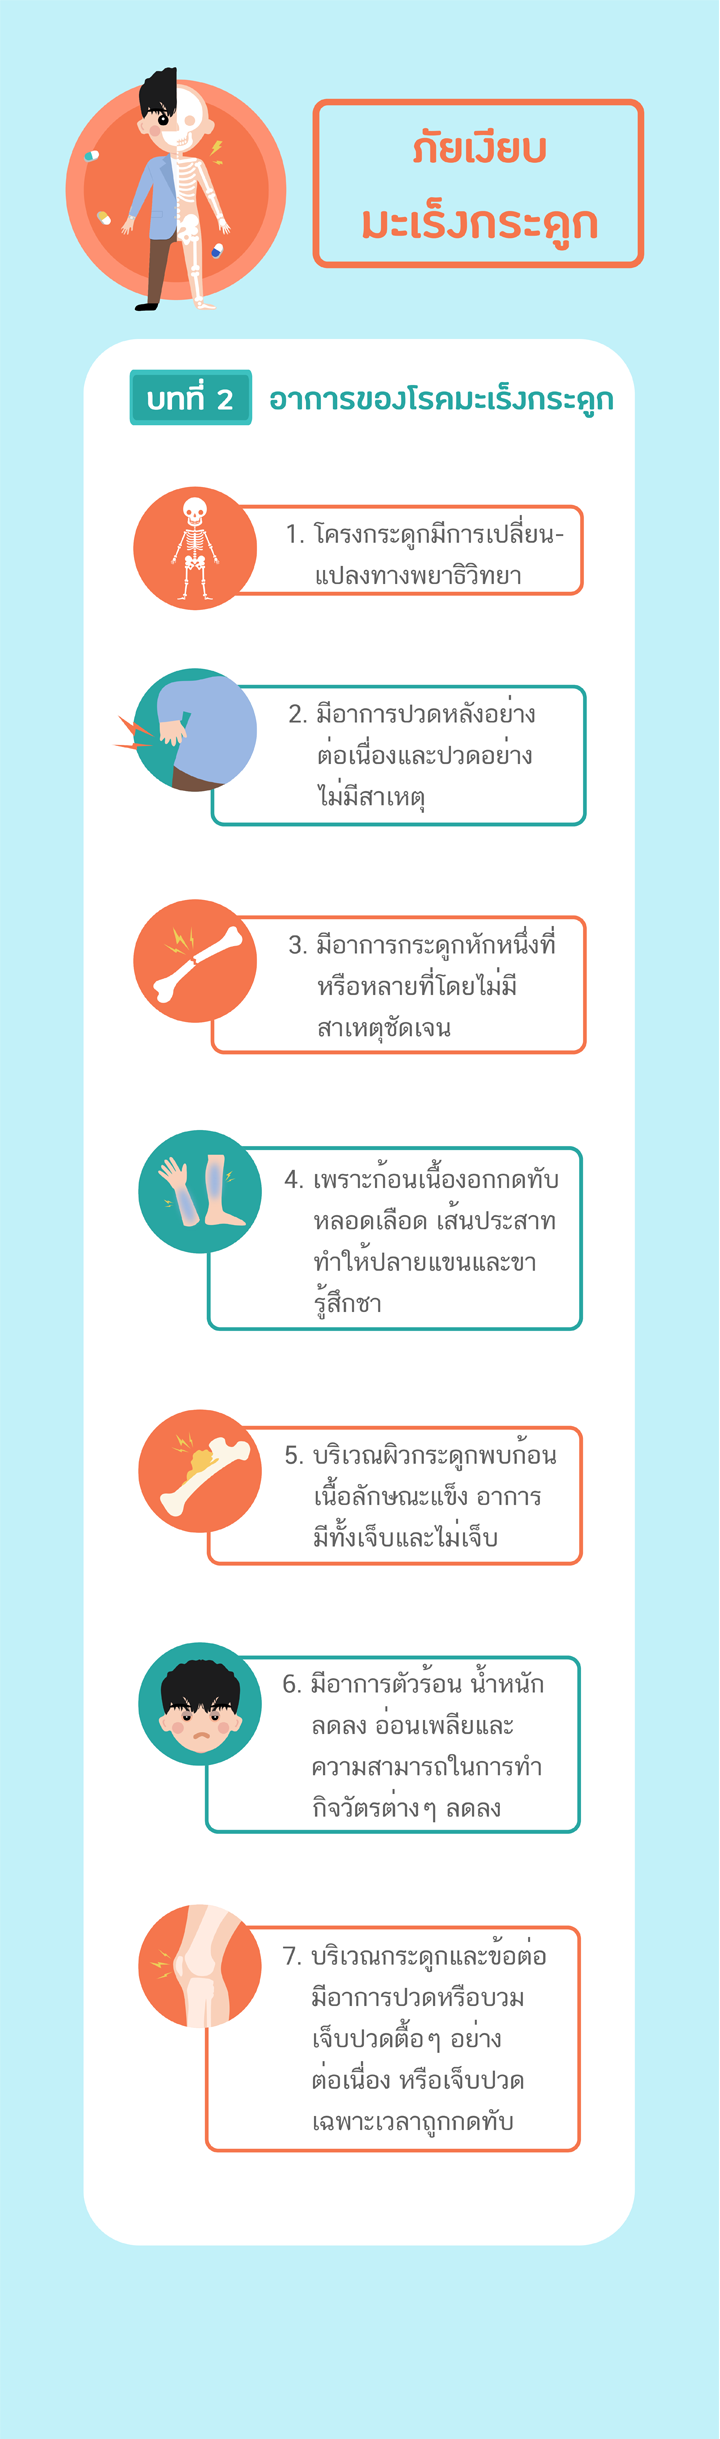 ภัยเงียบ
มะเร็งกระดูก
บทที่ 2 อาการของโรคมะเร็งกระดูก
1. โครงกระดูกมีการเปลี่ยน-
แปลงทางพยาธิวิทยา
2. มีอาการปวดหลังอย่าง
ต่อเนื่องและปวดอย่าง
ไม่มีสาเหตุ
3. มีอาการกระดูกหักหนึ่งที่
หรือหลายที่โดยไม่มี
สาเหตุชัดเจน
4. เพราะก้อนเนื้องอกกดทับ
หลอดเลือด เส้นประสาท
ทำให้ปลายแขนและขา
รู้สึกชา
5. บริเวณผิวกระดูกพบก้อน
เนื้อลักษณะแข็ง อาการ
มีทั้งเจ็บและไม่เจ็บ
6. มีอาการตัวร้อน น้ำหนัก
ลดลง อ่อนเพลียและ
ความสามารถในการทำ
กิจวัตรต่างๆ ลดลง
7. บริเวณกระดูกและข้อต่อ
มีอาการปวดหรือบวม
เจ็บปวดตื้อๆ อย่าง
ต่อเนื่อง หรือเจ็บปวด
เฉพาะเวลาถูกกดทับ